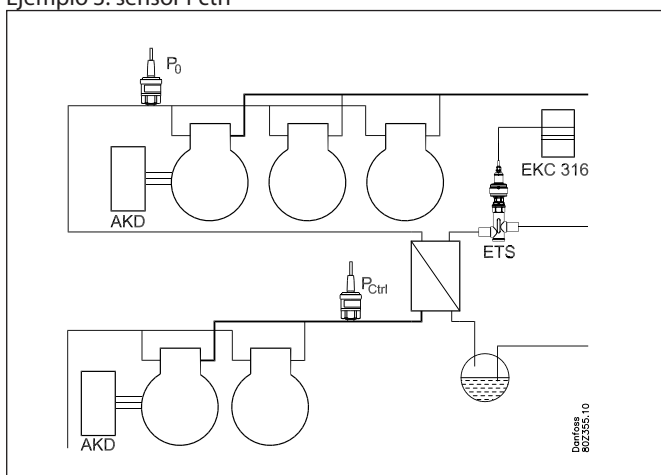 Ejemplo 3: sensor Pctrl
P0
AKD
EKC 316
ETS
PCtrl
AKD
Danfoss
80Z355.10